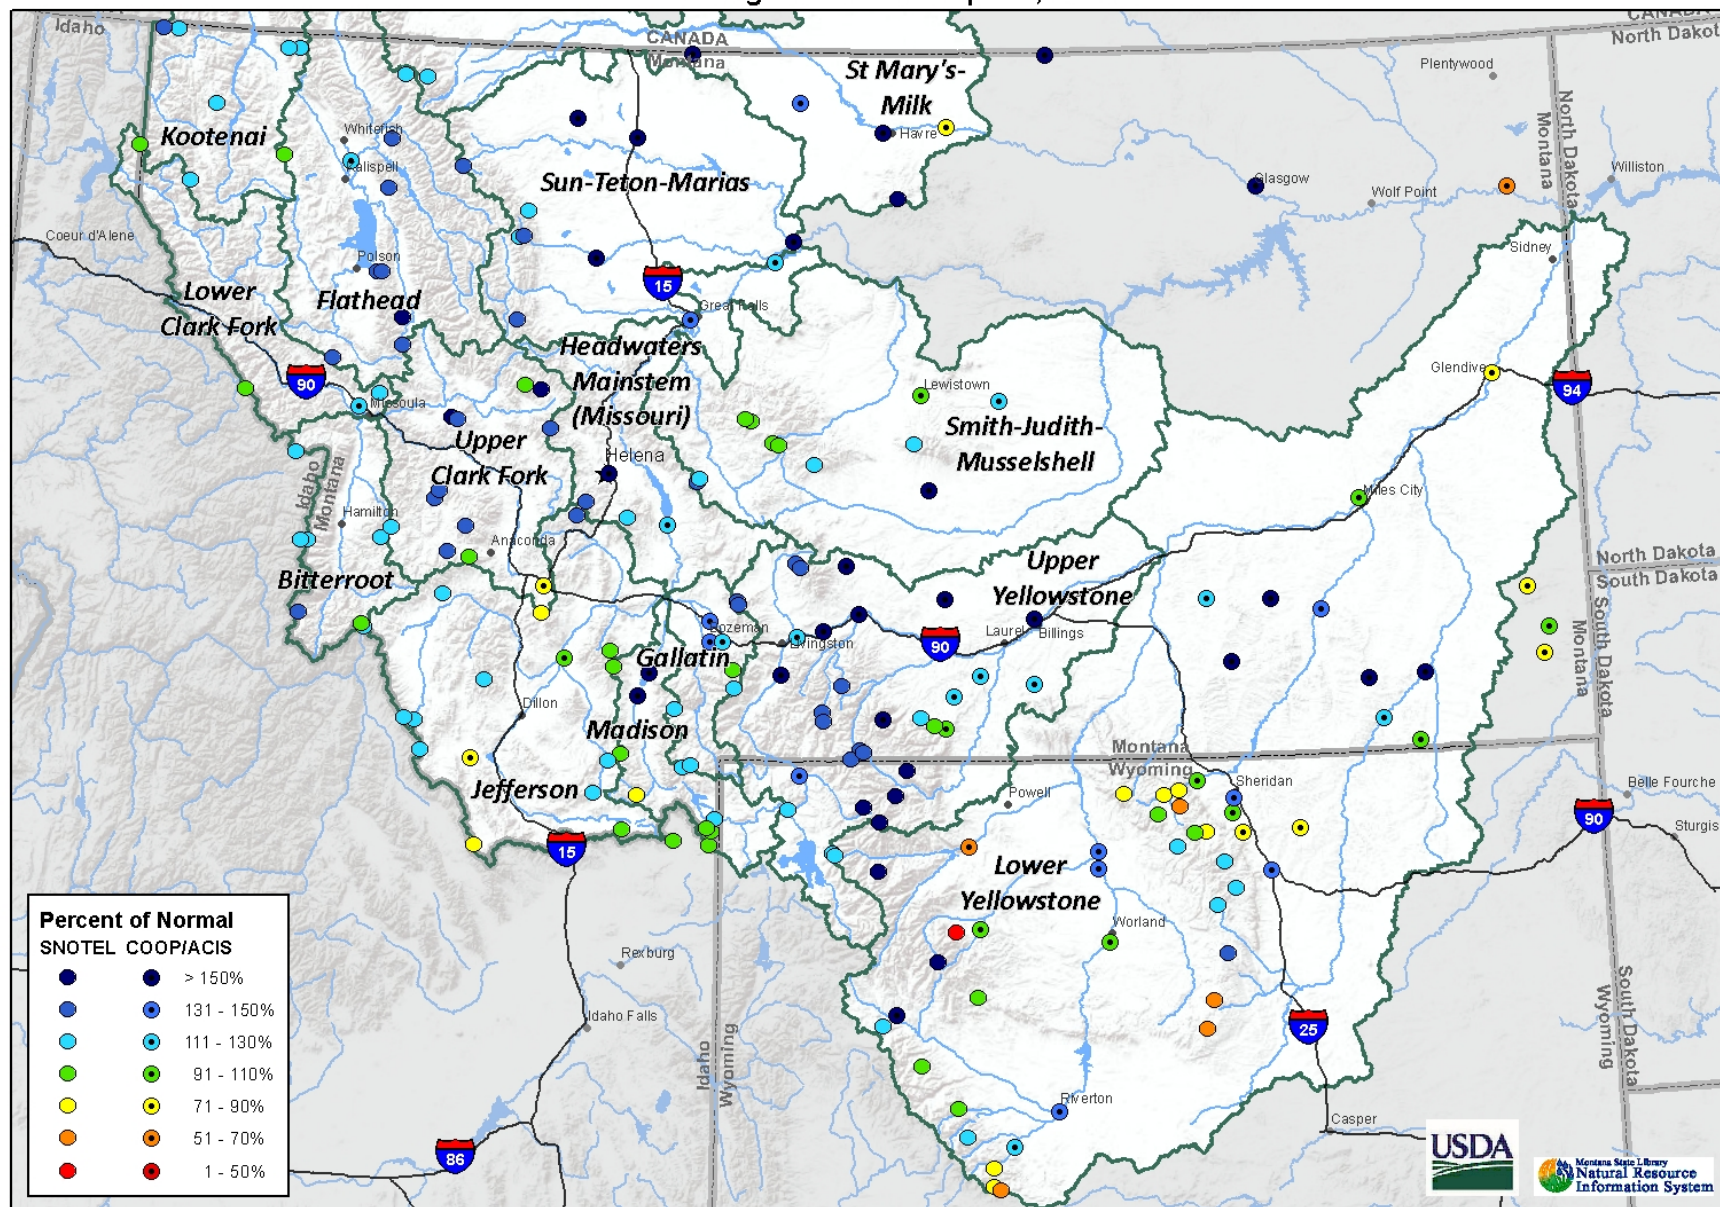 Idaho
CANADA
Montana
CANADA
North Dakot
Plentywood
St Mary's-
Milk
Havre
Kootenai
Whitefish
Kalispell
Sun-Teton-Marias
Glasgow
Wolf Point
North Dakota
Montana
Williston
Coeur d'Alene
Polson
Sidney
Lower
Clark Fork
Flathead
15
Great Falls
Headwaters
Mainstem
(Missouri)
90
Missoula
Lewistown
Glendive
94
Smith-Judith-
Musselshell
Upper
Clark Fork
Helena
Idaho
Montana
Hamilton
Anaconda
Miles City
Bitterroot
Upper
Yellowstone
North Dakota
South Dakota
Bozeman
Livingston
90
Laurel
Billings
Gallatin
Montana
South Dakota
Dillon
Madison
Jefferson
Montana
Wyoming
Sheridan
Powell
Belle Fourche
90
Sturgis
15
Lower
Yellowstone
Worland
Percent of Normal
SNOTEL COOP/ACIS
> 150%
131 - 150%
111 - 130%
91 - 110%
71 - 90%
51 - 70%
1 - 50%
Rexburg
Idaho Falls
Idaho
Wyoming
25
South Dakota
Wyoming
Riverton
Casper
86
USDA
Montana State Library
Natural Resource
Information System